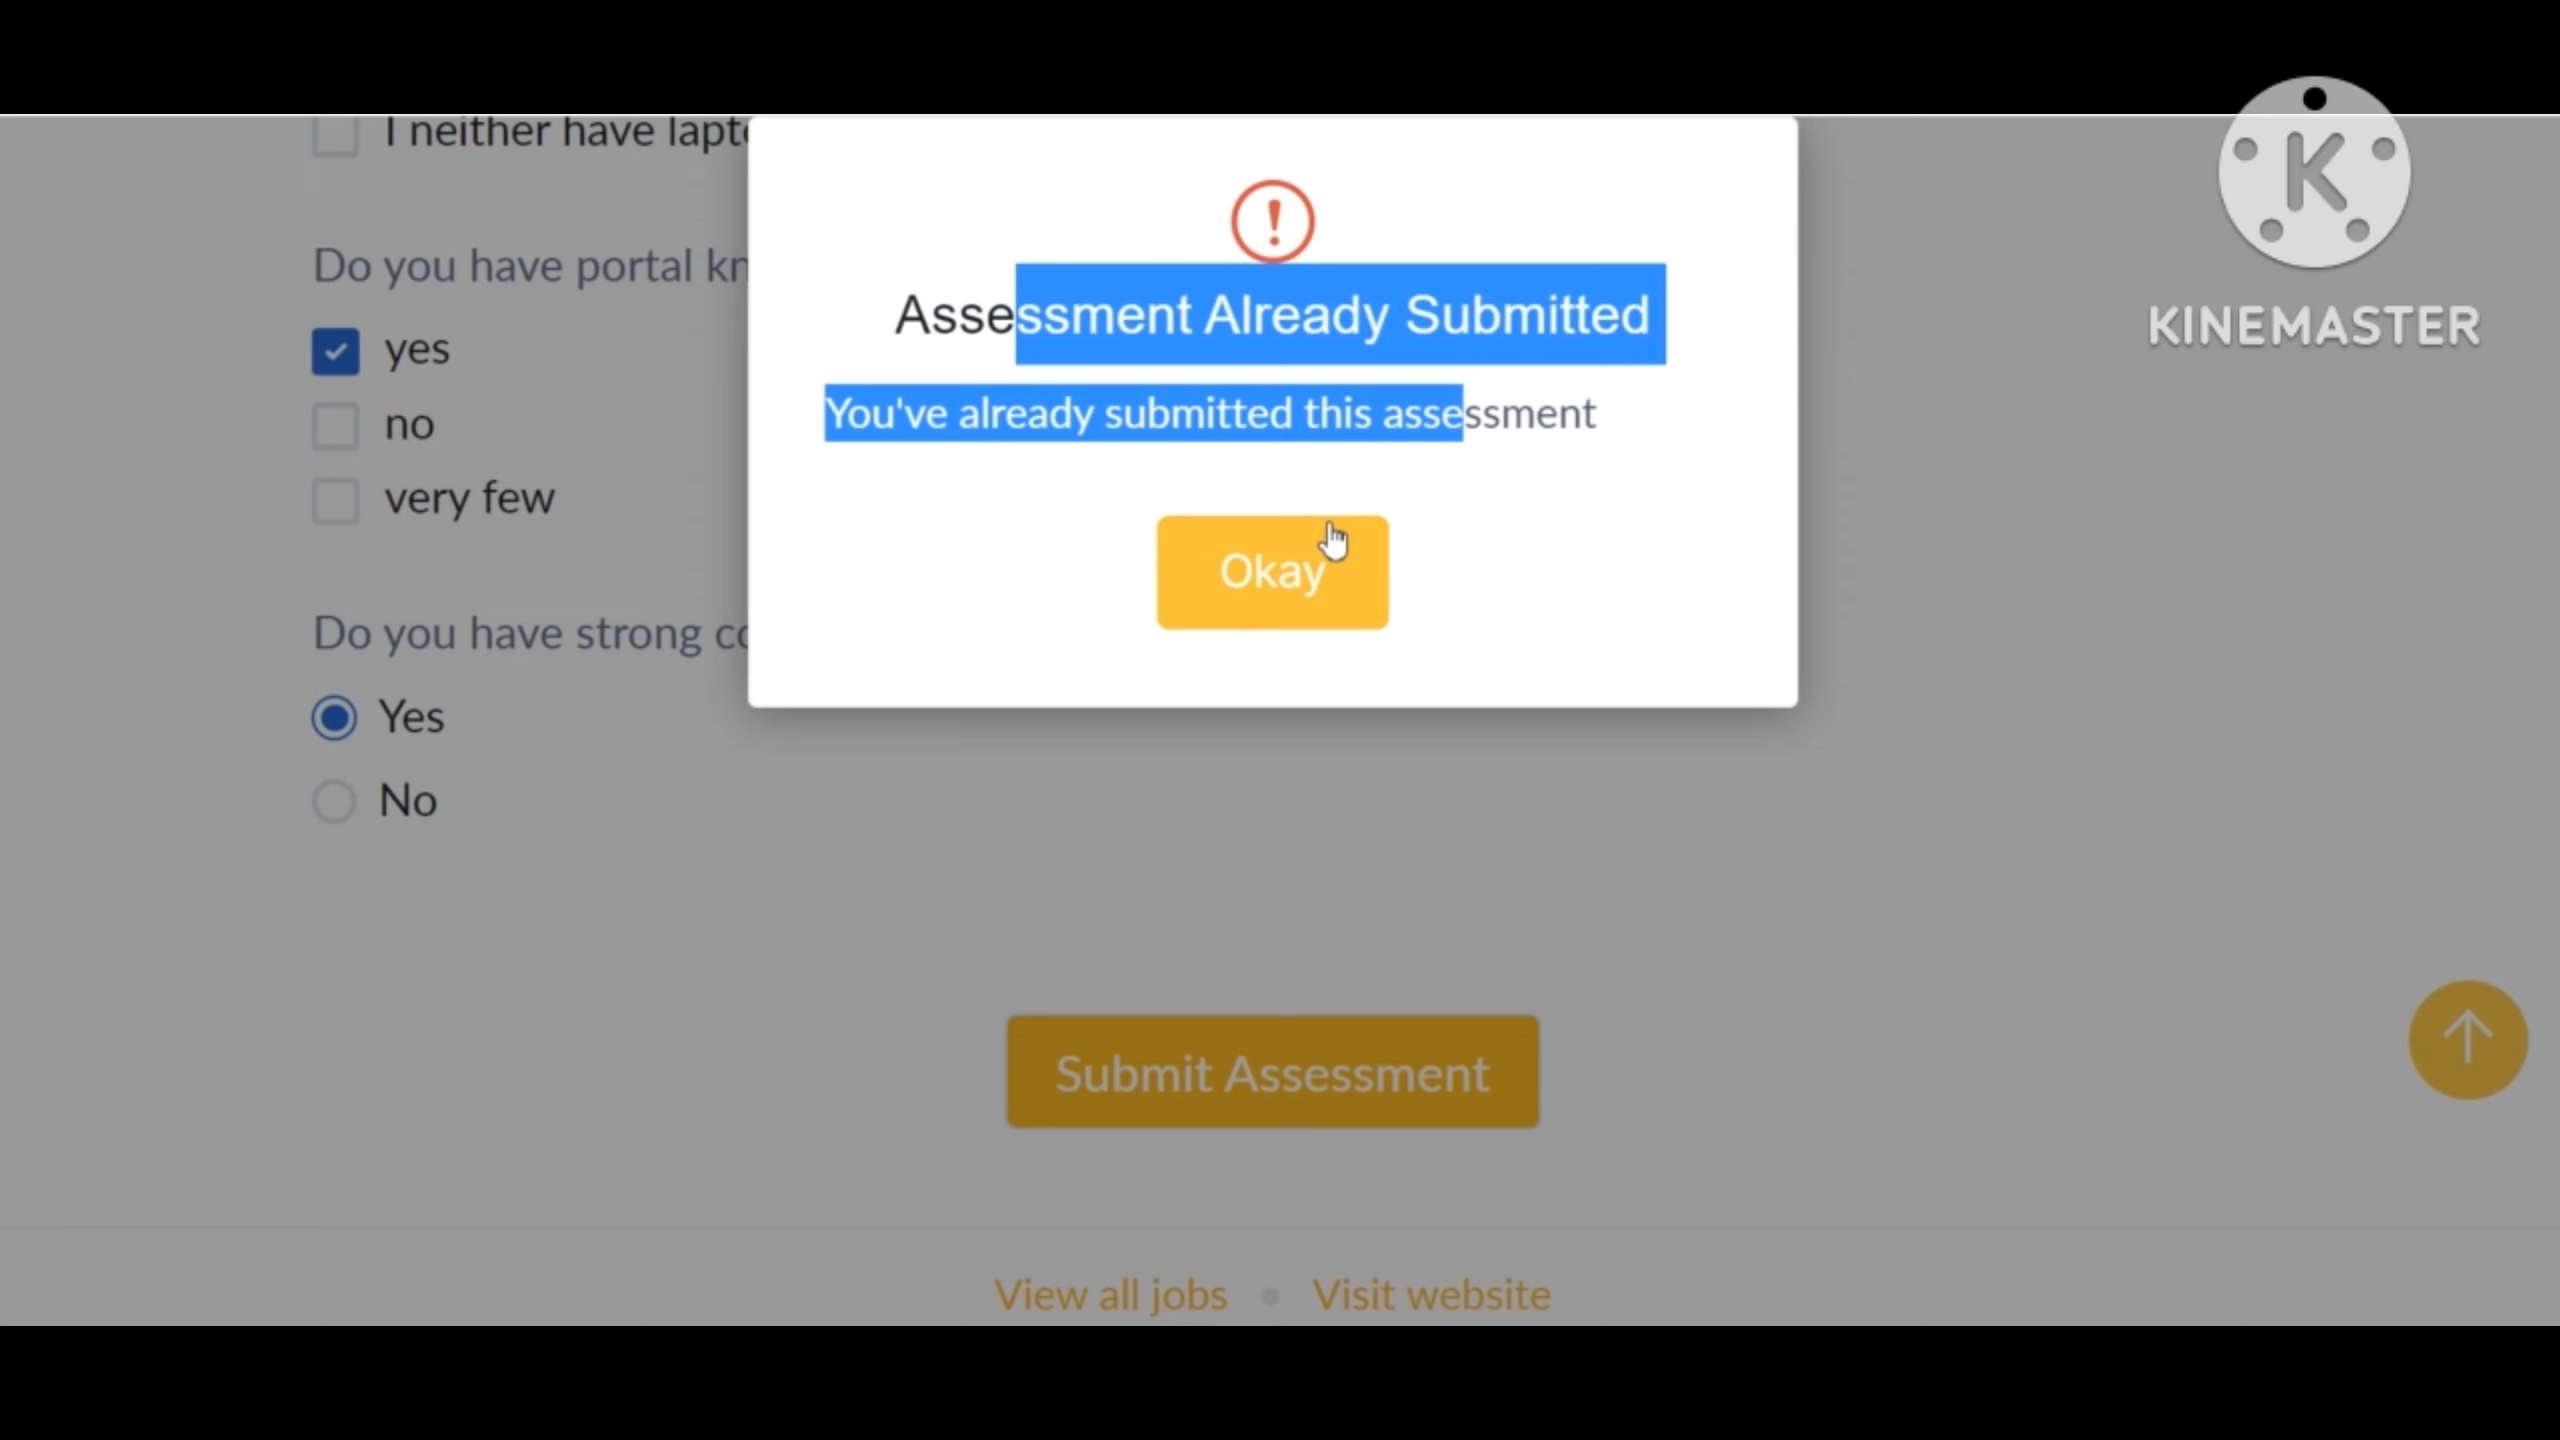 I neither have lapt
Do you have portal kn
yes
no
very few
Do you have strong
Yes
No
Assessment Already Submitted
You've already submitted this assessment
Okay
Submit Assessment
View all jobs • Visit website
K
KINEMASTER